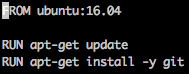 FROM ubuntu:16.04
RUN apt-get update
RUN apt-get install -y git